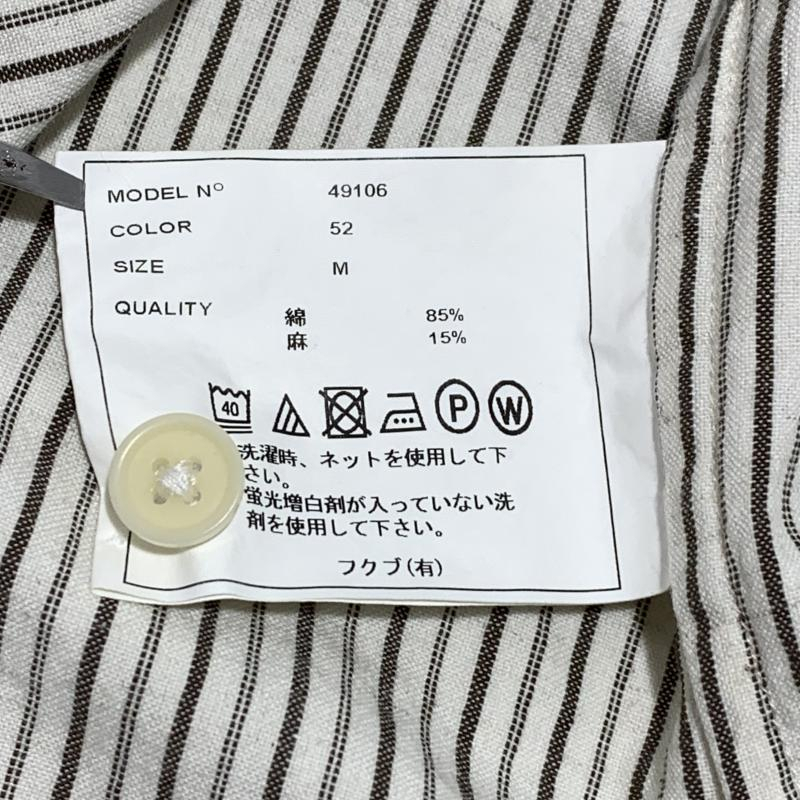 MODEL Nº 49106
COLOR 52
SIZE M
QUALITY 綿 85%
麻 15%
40 P W
洗濯時、ネットを使用して下
さい。
蛍光増白剤が入っていない洗
剤を使用して下さい。
フクブ(有)